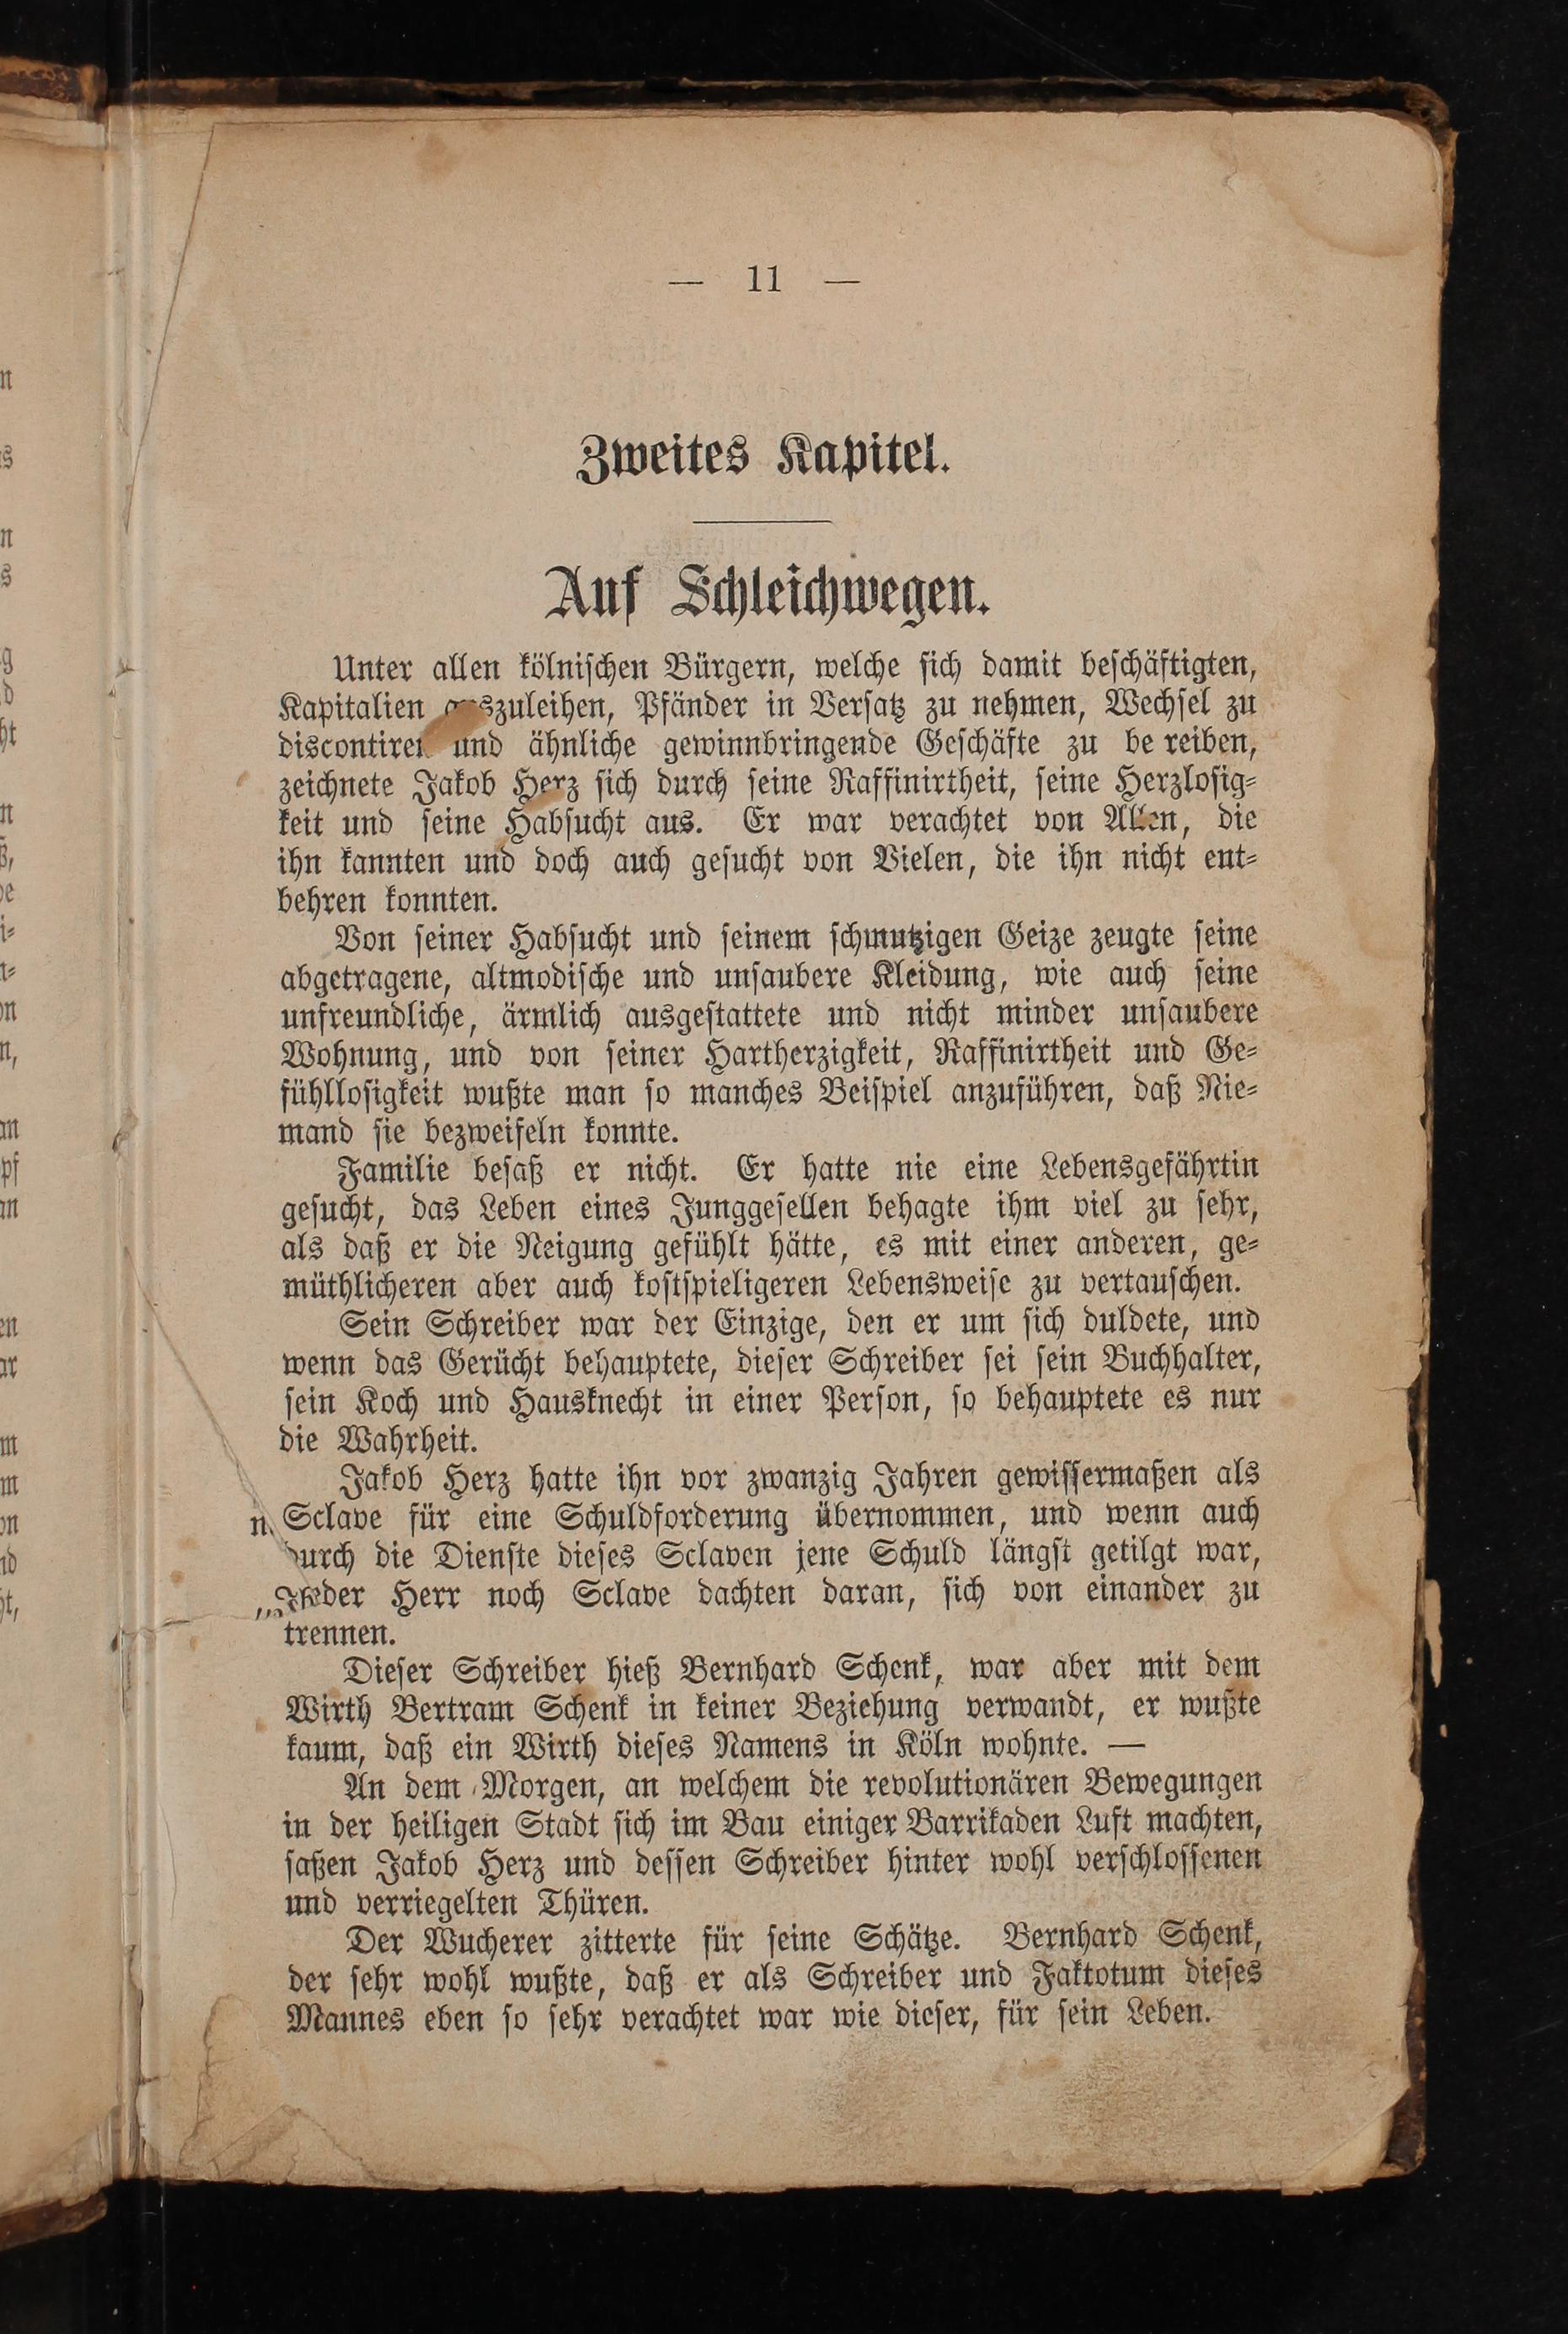 — 11 —
Zweites Kapitel.
Auf Schleichwegen.
Unter allen kölniſchen Bürgern, welche ſich damit beſchäftigten,
Kapitalien auszuleihen, Pfänder in Verſatz zu nehmen, Wechſel zu
und ähnliche gewinnbringende Geſchäfte zu be reiben,
zeichnete Jakob Herz ſich durch ſeine Raffinirtheit, ſeine Herzloſig⸗
keit und ſeine Habſucht aus. Er war verachtet von Allen, die
ihn kannten und doch auch geſucht von Vielen, die ihn nicht ent⸗
behren konnten.
Von ſeiner Habſucht und ſeinem ſchmutzigen Geize zeugte ſeine
abgetragene, altmodiſche und unſaubere Kleidung, wie auch ſeine
unfreundliche, ärmlich ausgeſtattete und nicht minder unſaubere
Wohnung, und von ſeiner Hartherzigkeit, Raffinirtheit und Ge⸗
fühlloſigkeit wußte man ſo manches Beiſpiel anzuführen, daß Nie⸗
mand ſie bezweifeln konnte.
Familie beſaß er nicht. Er hatte nie eine Lebensgefährtin
geſucht, das Leben eines Junggeſellen behagte ihm viel zu ſehr,
als daß er die Neigung gefühlt hätte, es mit einer anderen, ge⸗
müthlicheren aber auch koſtſpieligeren Lebensweiſe zu vertauſchen.
Sein Schreiber war der Einzige, den er um ſich duldete, und
wenn das Gerücht behauptete, dieſer Schreiber ſei ſein Buchhalter,
ſein Koch und Hausknecht in einer Perſon, ſo behauptete es nur
die Wahrheit.
Jakob Herz hatte ihn vor zwanzig Jahren gewiſſermaßen als
Sclave für eine Schuldforderung übernommen, und wenn auch
durch die Dienſte dieſes Sclaven jene Schuld längſt getilgt war,
Herr noch Sclave dachten daran, ſich von einander zu
trennen.
Dieſer Schreiber hieß Bernhard Schenk, war aber mit dem
Wirth Bertram Schenk in keiner Beziehung verwandt, er wußte
kaum, daß ein Wirth dieſes Namens in Köln wohnte. —
An dem Morgen, an welchem die revolutionären Bewegungen
in der heiligen Stadt ſich im Bau einiger Barrikaden Luft machten,
ſaßen Jakob Herz und deſſen Schreiber hinter wohl verſchloſſenen
und verriegelten Thüren.
Der Wucherer zitterte für ſeine Schätze. Bernhard Schenk,
der ſehr wohl wußte, daß er als Schreiber und Faktotum dieſes
Mannes eben ſo ſehr verachtet war wie dieſer, für ſein Leben.